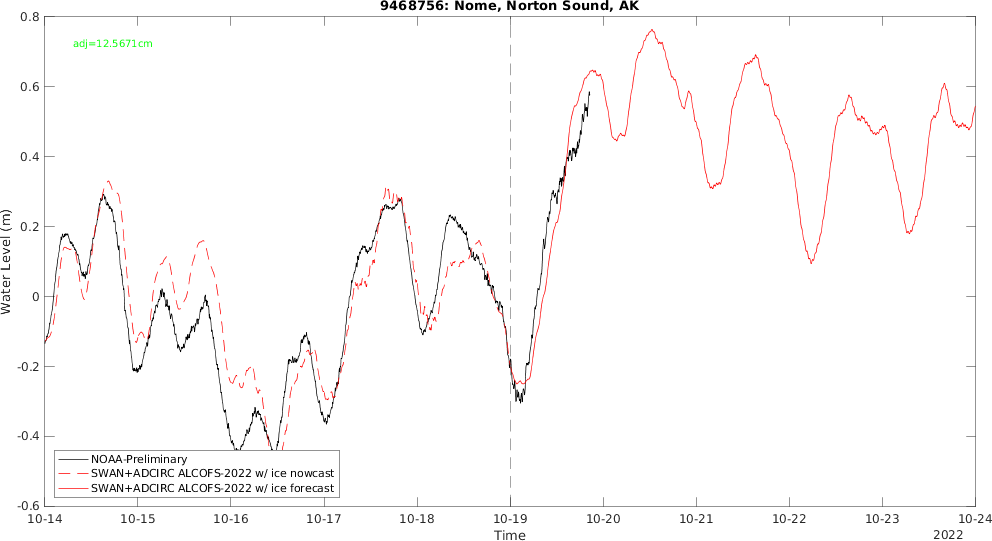 9468756: Nome, Norton Sound, AK
adj=12.5671cm
0.8
0.6
0.4
0.2
0
-0.2
-0.4
-0.6
Water Level (m)
NOAA-Preliminary
SWAN+ADCIRC ALCOFS-2022 w/ ice nowcast
SWAN+ADCIRC ALCOFS-2022 w/ ice forecast
10-14 10-15 10-16 10-17 10-18 10-19 10-20 10-21 10-22 10-23 10-24
Time
2022